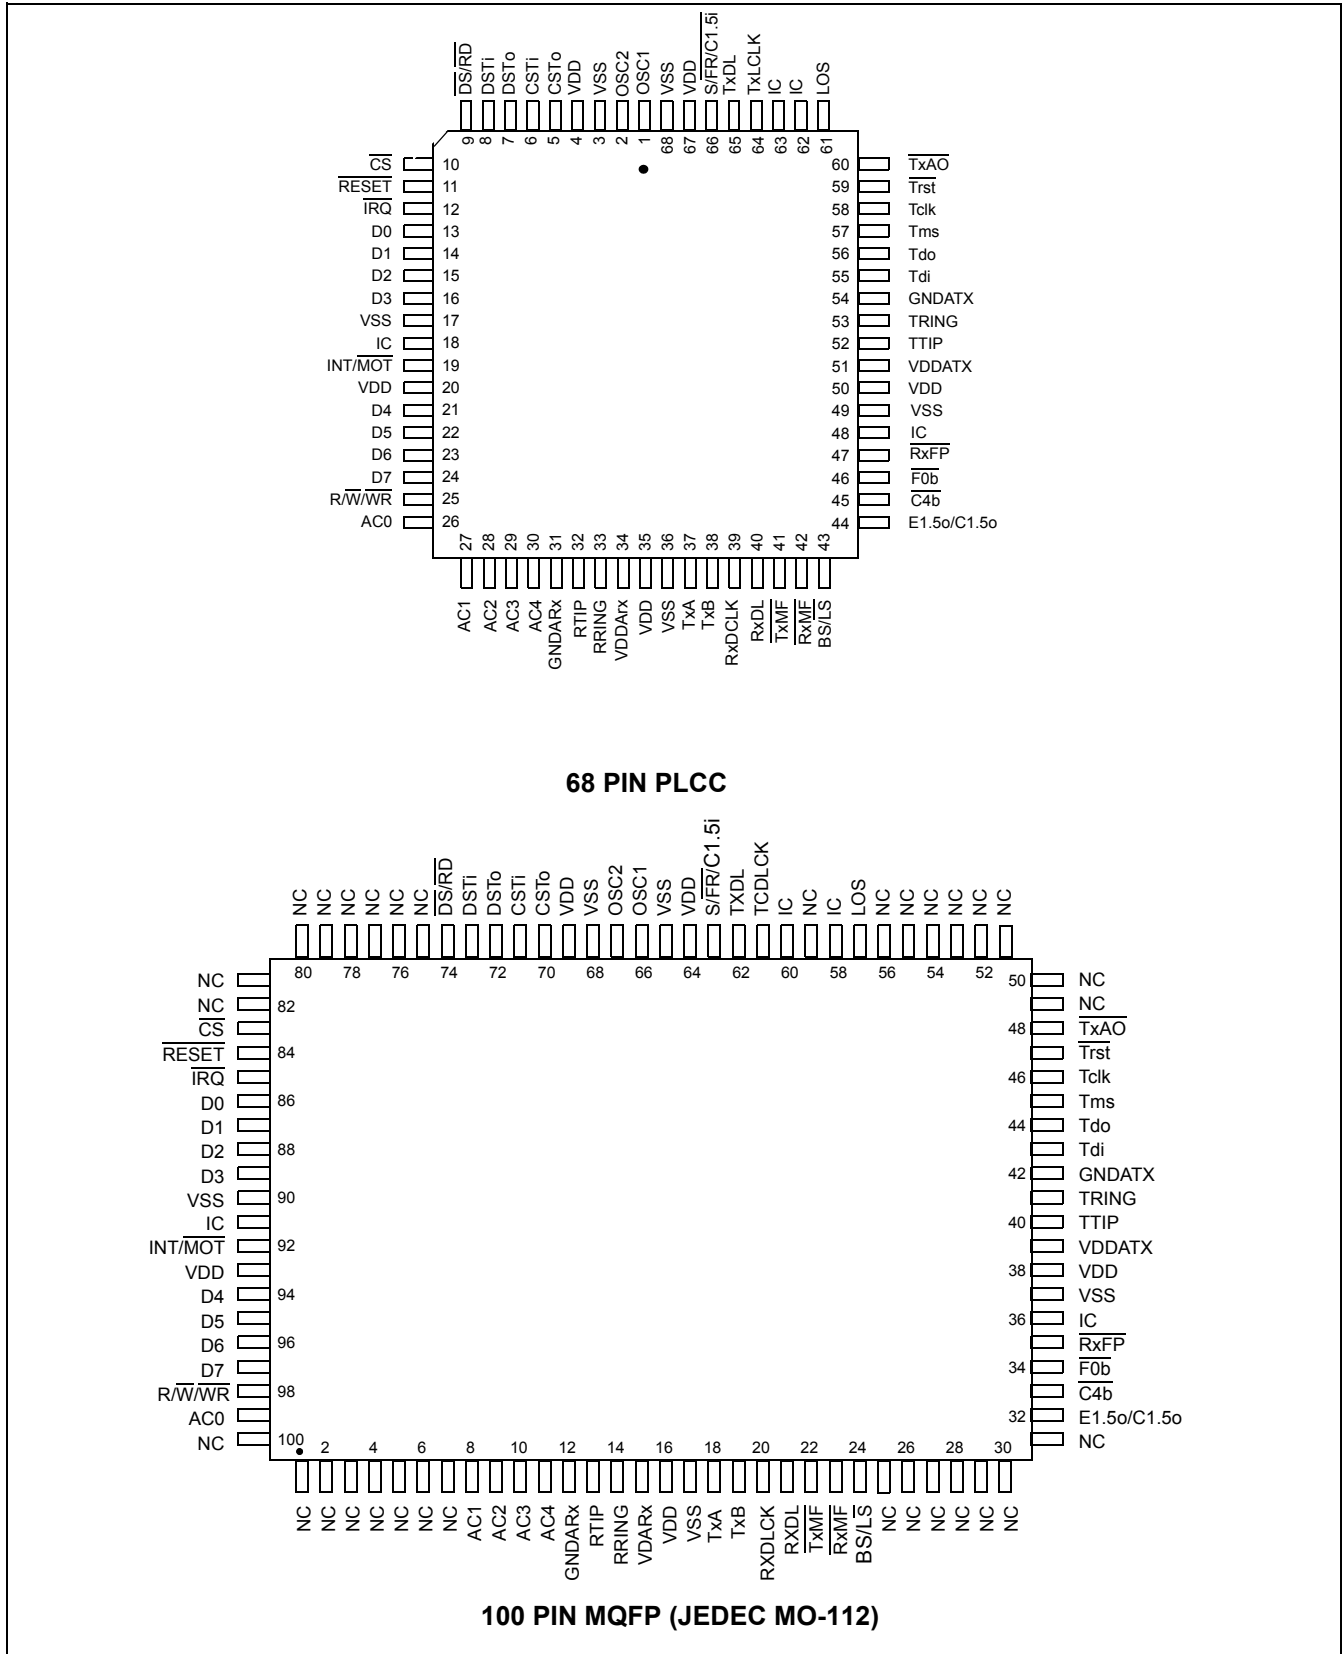 DS/RD DSTi DSTo CSTi CSTo VDD VSS OSC2 OSC1 VSS VDD S/FR/C1.5i TxDL TxLCLK IC IC LOS
9 8 7 6 5 4 3 2 1 68 67 66 65 64 63 62 61
CS 10 60 TxAO
RESET 11 59 Trst
IRQ 12 58 Tclk
D0 13 57 Tms
D1 14 56 Tdo
D2 15 55 Tdi
D3 16 54 GNDATX
VSS 17 53 TRING
IC 18 52 TTIP
INT/MOT 19 51 VDDATX
VDD 20 50 VDD
D4 21 49 VSS
D5 22 48 IC
D6 23 47 RxFP
D7 24 46 F0b
R/W/WR 25 45 C4b
AC0 26 44 E1.5o/C1.5o
27 28 29 30 31 32 33 34 35 36 37 38 39 40 41 42 43
AC1 AC2 AC3 AC4 GNDARx RTIP RRING VDDArx VDD VSS TxA TxB RxDCLK RxDL TxMF RxMF BS/LS
68 PIN PLCC
NC NC NC NC NC NC DS/RD DSTi DSTo CSTi CSTo VDD VSS OSC2 OSC1 VSS VDD S/FR/C1.5i TXDL TCDLCK IC NC IC LOS NC NC NC NC NC NC
80 78 76 74 72 70 68 66 64 62 60 58 56 54 52
NC 50 NC
NC 82 NC
CS 48 TxAO
RESET 84 Trst
IRQ 46 Tclk
D0 86 Tms
D1 44 Tdo
D2 88 Tdi
D3 42 GNDATX
VSS 90 TRING
IC 40 TTIP
INT/MOT 92 VDDATX
VDD 38 VDD
D4 94 VSS
D5 36 IC
D6 96 RxFP
D7 34 F0b
R/W/WR 98 C4b
AC0 32 E1.5o/C1.5o
NC 100 NC
2 4 6 8 10 12 14 16 18 20 22 24 26 28 30
NC NC NC NC NC NC NC AC1 AC2 AC3 AC4 GNDARx RTIP RRING VDARx VDD VSS TxA TxB RXDLCK RXDL TxMF RxMF BS/LS NC NC NC NC NC NC
100 PIN MQFP (JEDEC MO-112)